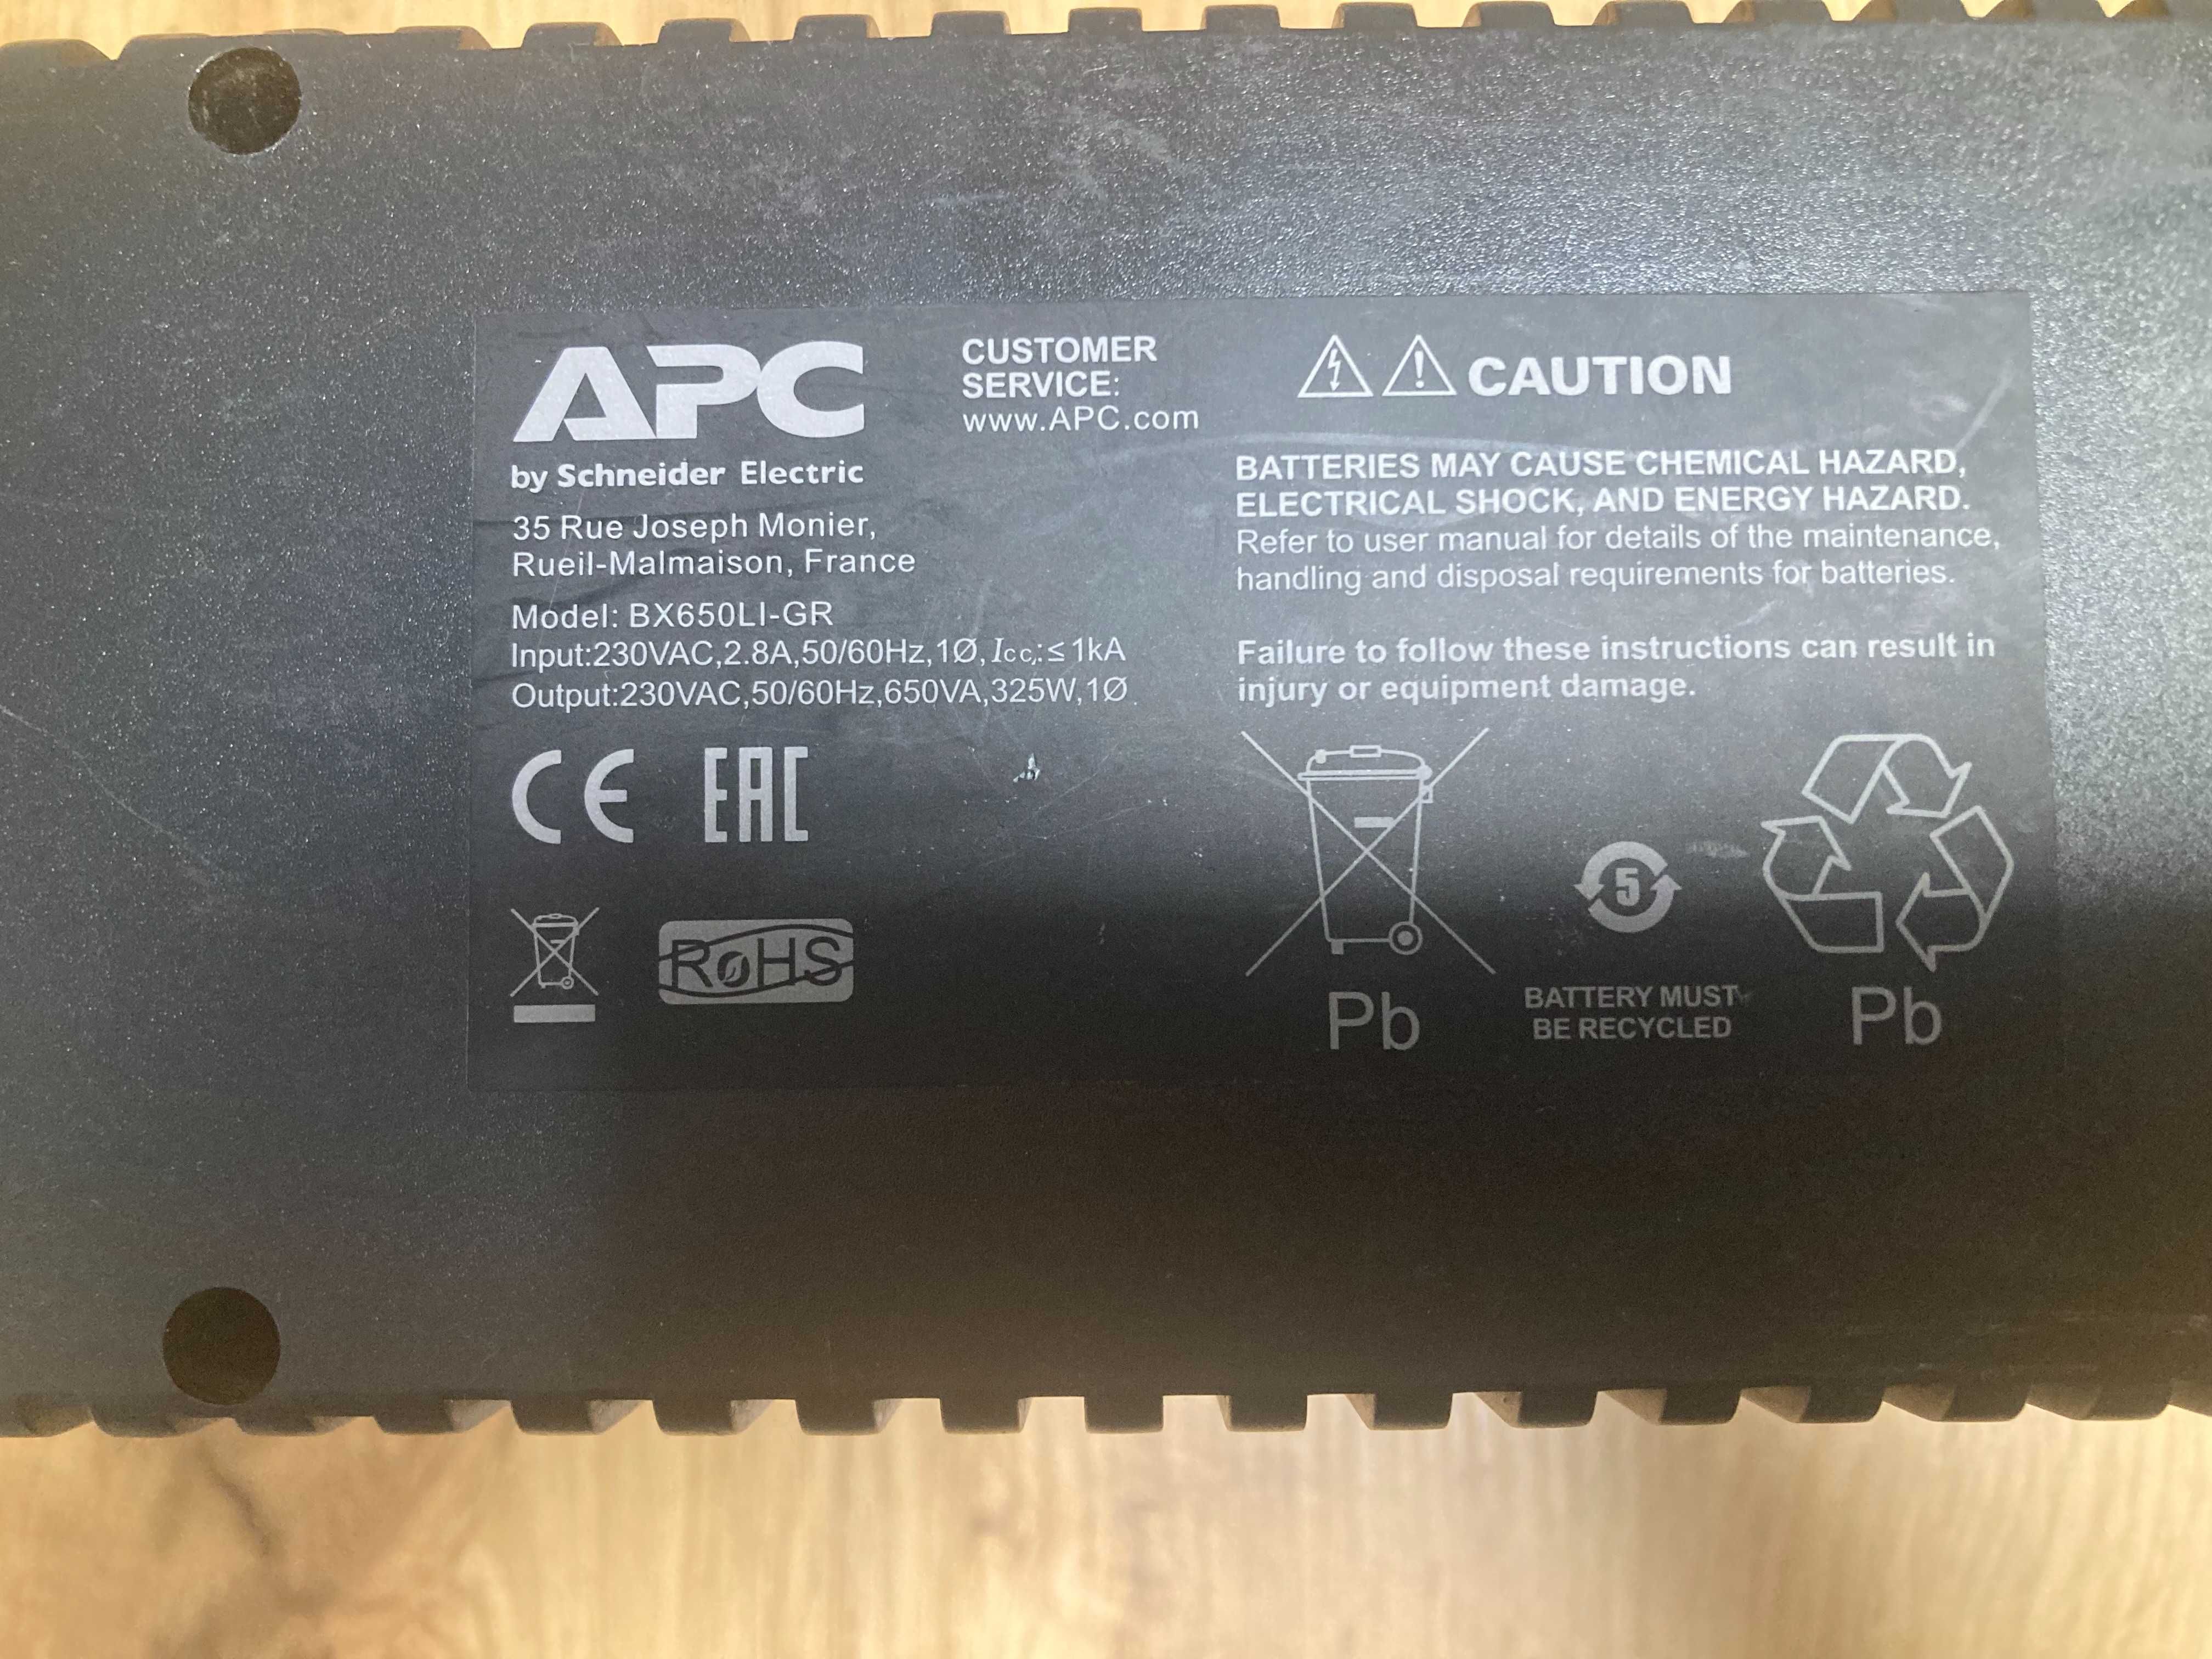 APC
by Schneider Electric
35 Rue Joseph Monier,
Rueil-Malmaison, France
Model: BX650LI-GR
Input:230VAC,2.8A,50/60Hz,1Ø, Icc,:≤1kA
Output:230VAC,50/60Hz,650VA,325W,1Ø.
CE EAC
RoHS
CUSTOMER
SERVICE:
www.APC.com
CAUTION
BATTERIES MAY CAUSE CHEMICAL HAZARD,
ELECTRICAL SHOCK, AND ENERGY HAZARD.
Refer to user manual for details of the maintenance,
handling and disposal requirements for batteries.
Failure to follow these instructions can result in
injury or equipment damage.
5
Pb
BATTERY MUST
BE RECYCLED
Pb